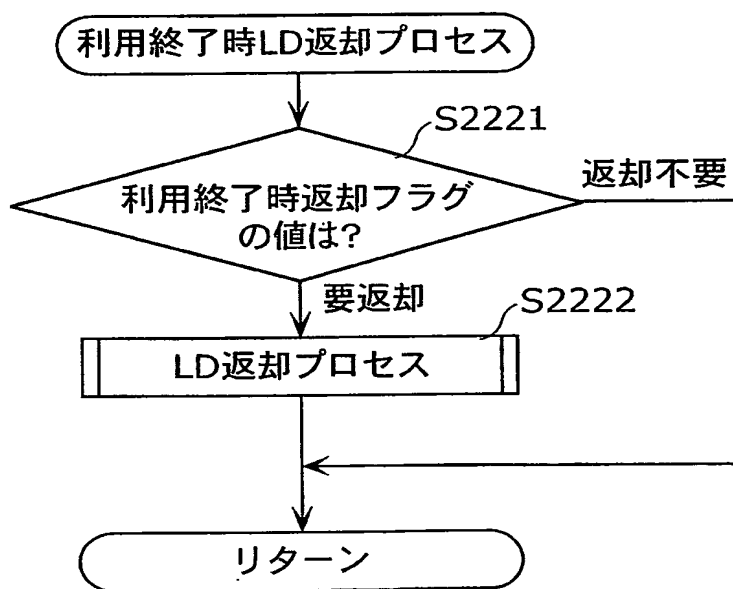 利用終了時LD返却プロセス
S2221
返却不要
利用終了時返却フラグ
の値は?
要返却
S2222
LD返却プロセス
リターン